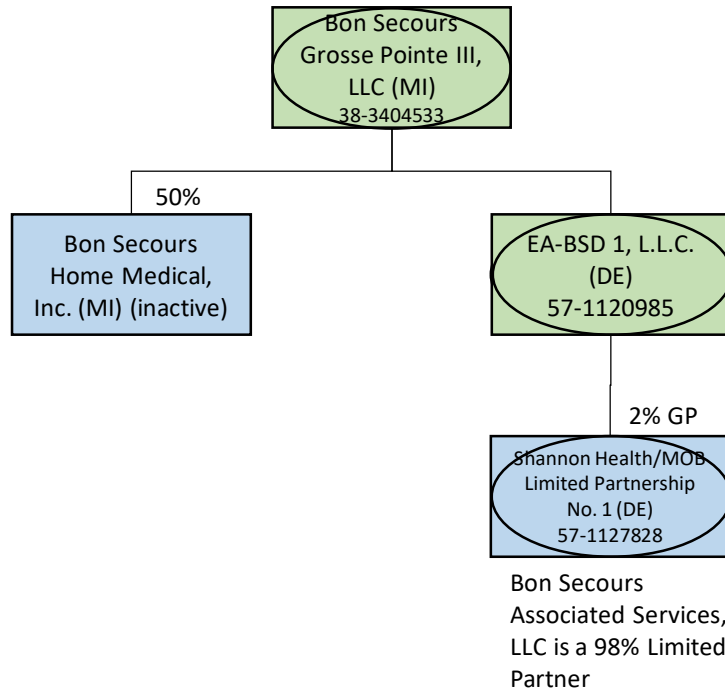 Bon Secours
Grosse Pointe III,
LLC (MI)
38-3404533
50%
Bon Secours
Home Medical,
Inc. (MI) (inactive)
EA-BSD 1, L.L.C.
(DE)
57-1120985
2% GP
Shannon Health/MOB
Limited Partnership
No. 1 (DE)
57-1127828
Bon Secours
Associated Services,
LLC is a 98% Limited
Partner